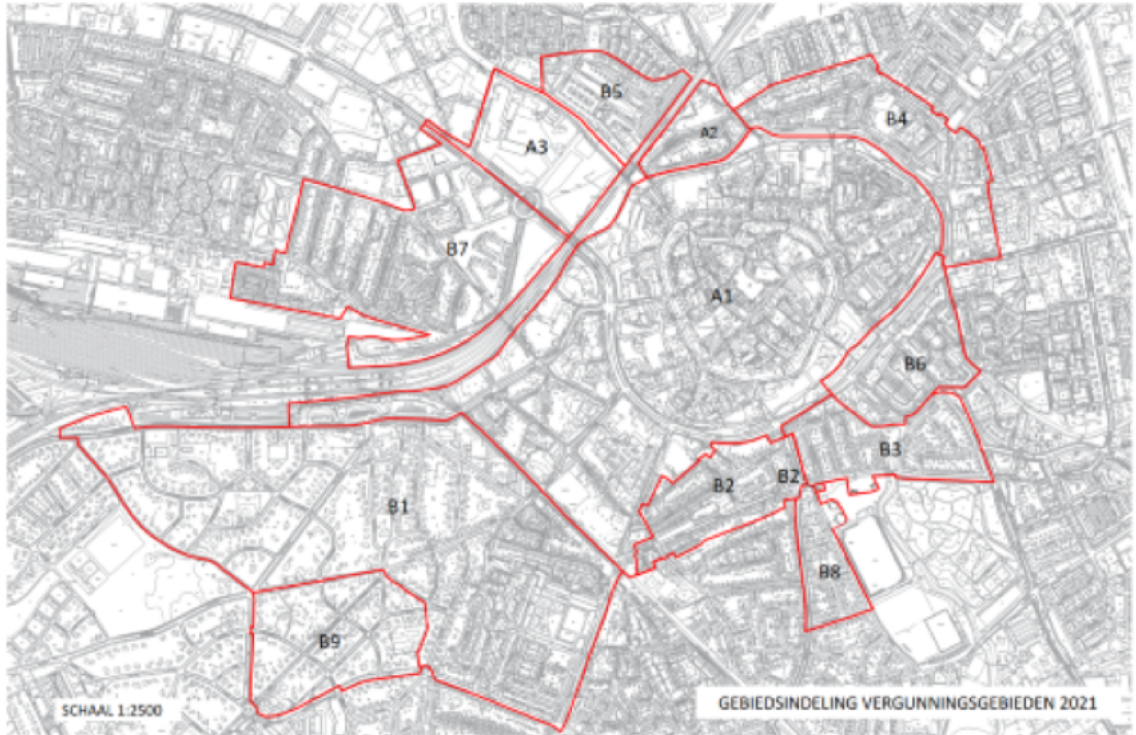 B5
A2
B4
A3
B7
A1
B6
B3
B2
B2
B1
B8
B9
SCHAAL 1:2500
GEBIEDSINDELING VERGUNNINGSGEBIEDEN 2021